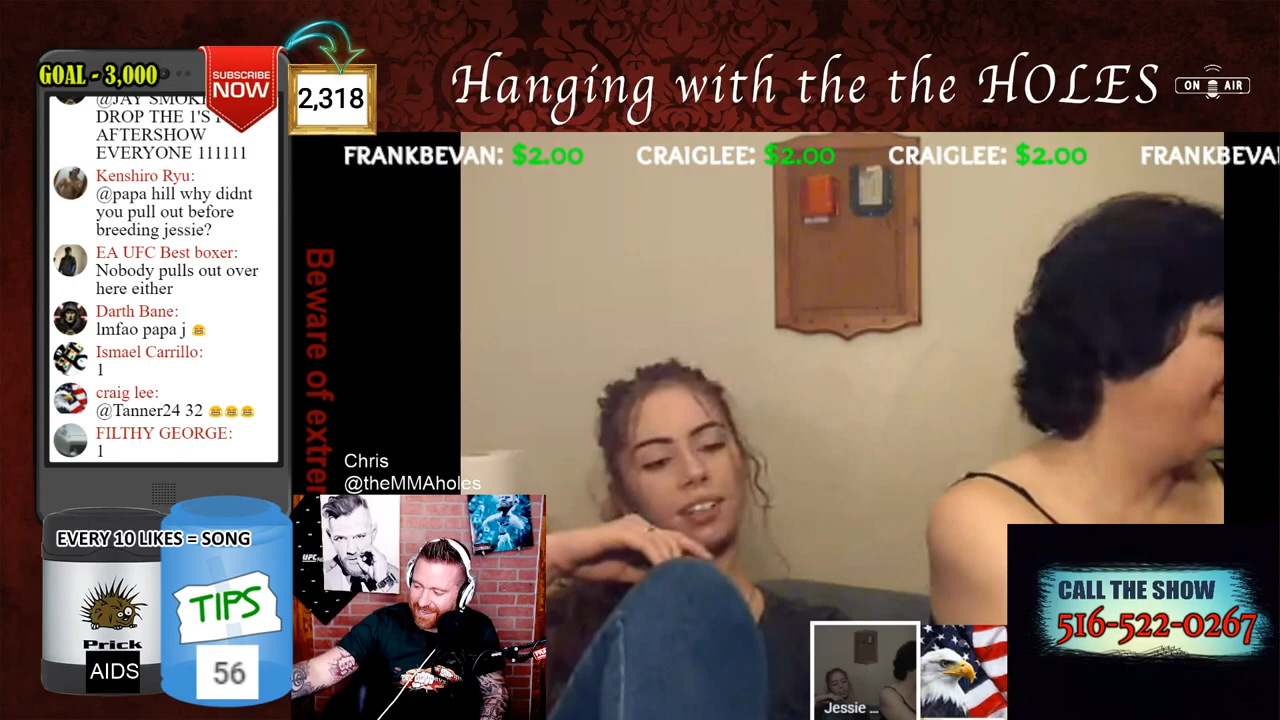 GOAL - 3,000
SUBSCRIBE
NOW
2,318
Hanging with the the HOLES
ON AIR
DROP THE 1'S
AFTERSHOW
EVERYONE 111111
Kenshiro Ryu:
@papa hill why didnt
you pull out before
breeding jessie?
EA UFC Best boxer:
Nobody pulls out over
here either
Darth Bane:
lmfao papa j 😂
Ismael Carrillo:
1
craig lee:
@Tanner24 32 😂😂😂
FILTHY GEORGE:
1
FRANKBEVAN: $2.00 CRAIGLEE: $2.00 CRAIGLEE: $2.00 FRANKBEVA
Beware of extrem
Chris
@theMMAholes
EVERY 10 LIKES = SONG
Prick
AIDS
TIPS
56
UFC
Jessie ...
CALL THE SHOW
516-522-0267